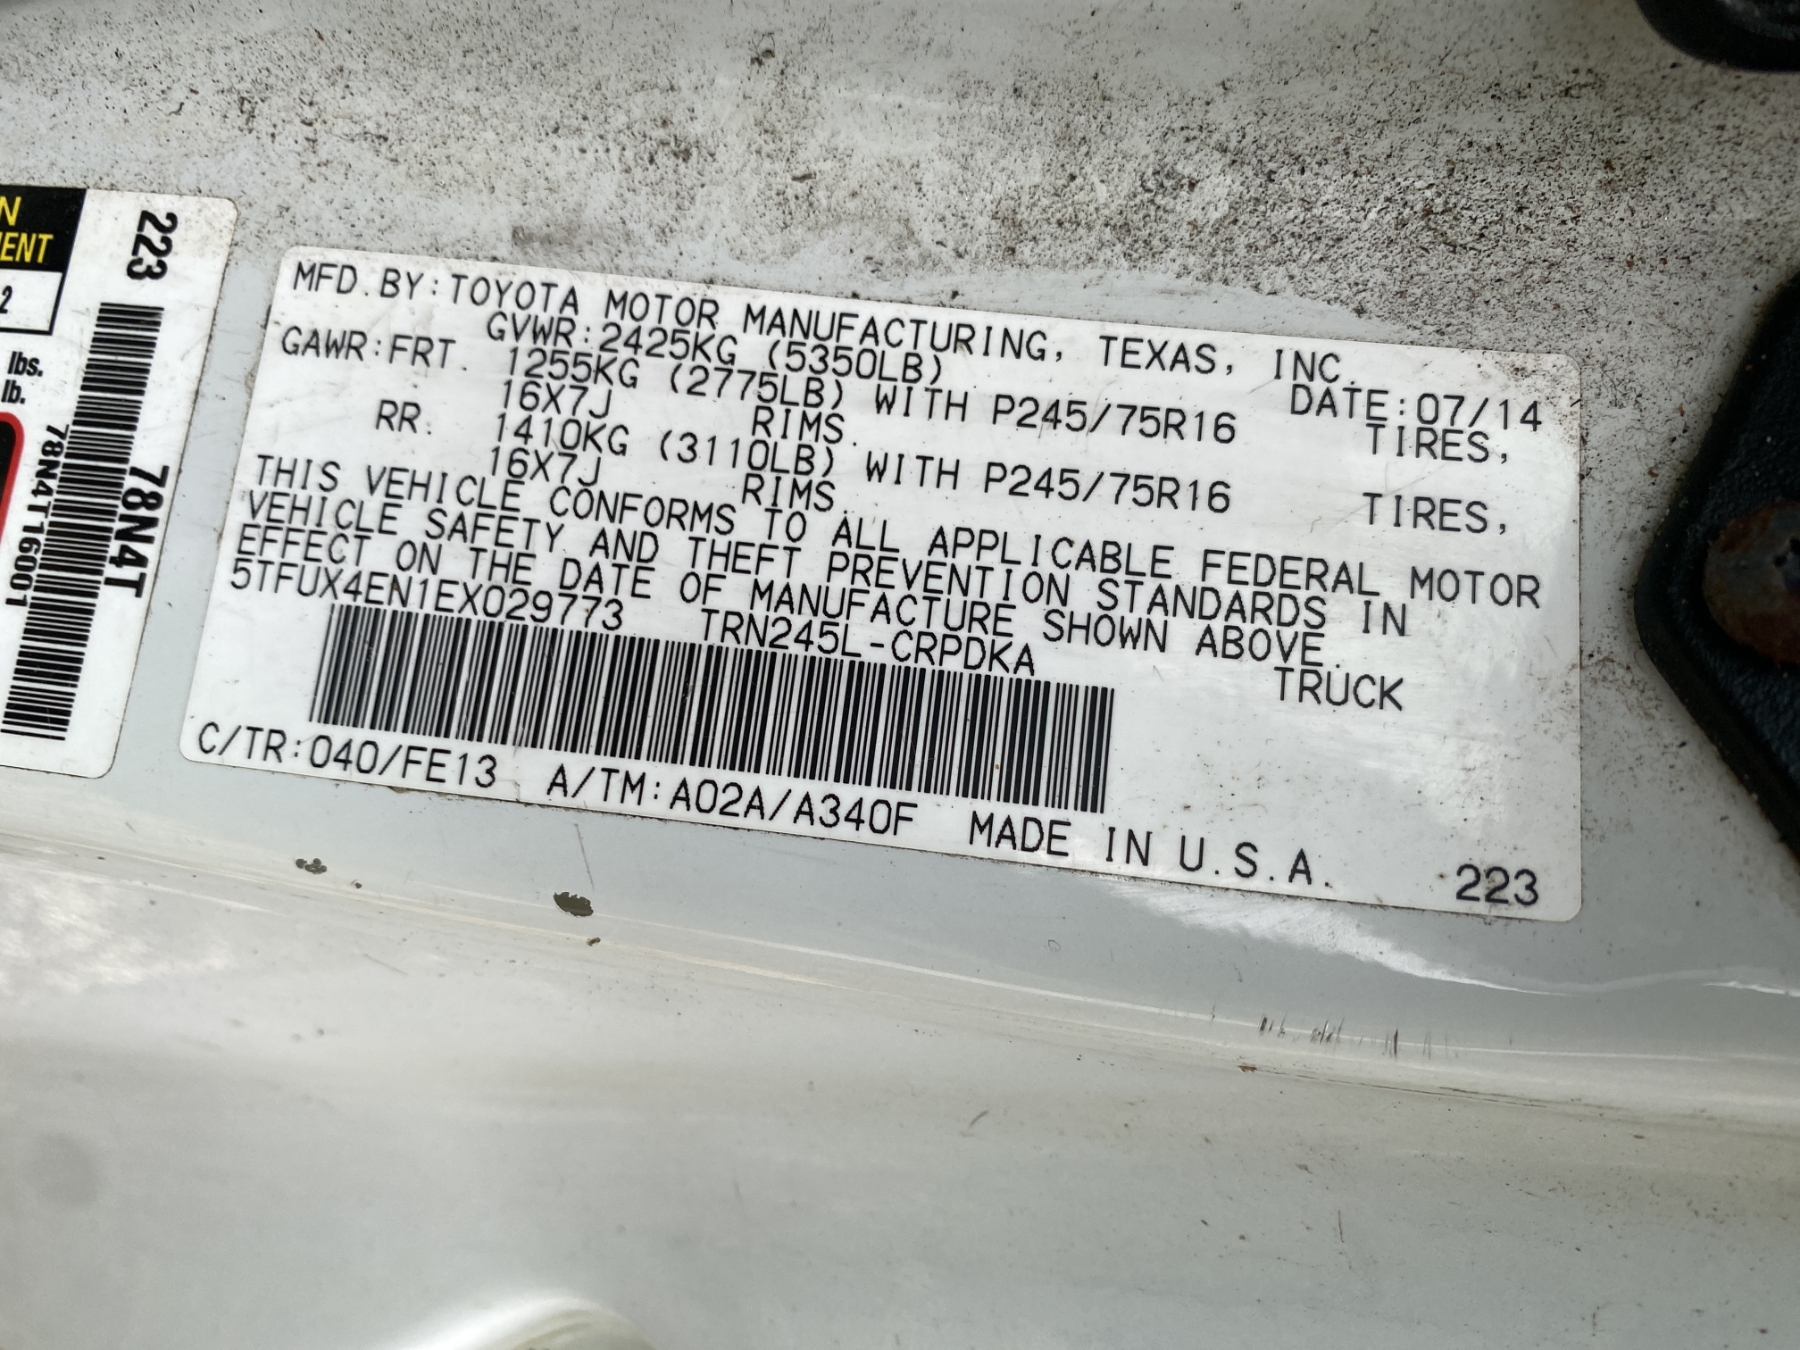 N
MENT
2
lbs.
lb.
223
78N4T
78N4T16001
MFD. BY: TOYOTA MOTOR MANUFACTURING, TEXAS, INC.
GVWR: 2425KG (5350LB) DATE: 07/14
GAWR: FRT. 1255KG (2775LB) WITH P245/75R16 TIRES,
16X7J RIMS.
RR. 1410KG (3110LB) WITH P245/75R16 TIRES,
16X7J RIMS.
THIS VEHICLE CONFORMS TO ALL APPLICABLE FEDERAL MOTOR
VEHICLE SAFETY AND THEFT PREVENTION STANDARDS IN
EFFECT ON THE DATE OF MANUFACTURE SHOWN ABOVE.
5TFUX4EN1EX029773 TRN245L-CRPDKA TRUCK
C/TR: 040/FE13 A/TM: A02A/A340F MADE IN U.S.A.
223